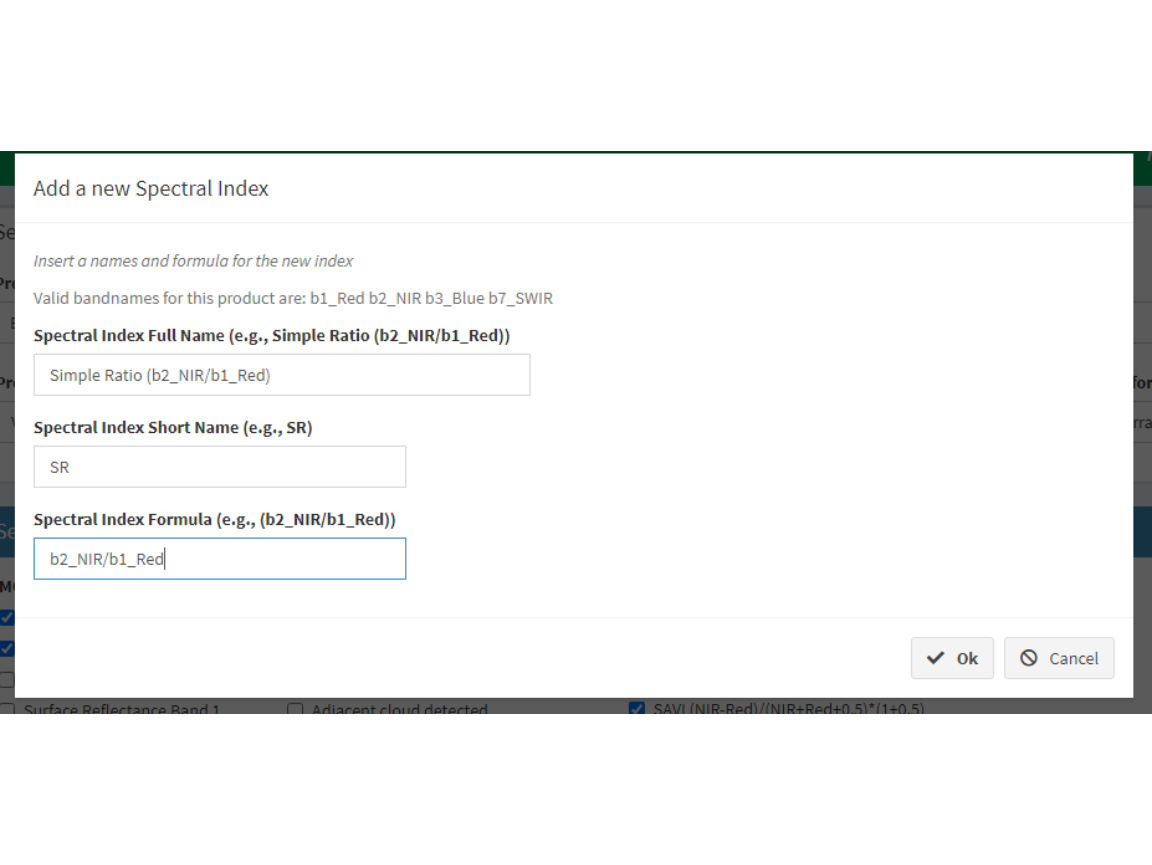 Add a new Spectral Index
Insert a names and formula for the new index
Valid bandnames for this product are: b1_Red b2_NIR b3_Blue b7_SWIR
Spectral Index Full Name (e.g., Simple Ratio (b2_NIR/b1_Red))
Simple Ratio (b2_NIR/b1_Red)
Spectral Index Short Name (e.g., SR)
SR
Spectral Index Formula (e.g., (b2_NIR/b1_Red))
b2_NIR/b1_Red
Ok Cancel
Surface Reflectance Band 1 Adjacent cloud detected SAVI (NIR-Red)/(NIR+Red+0.5)*(1+0.5)